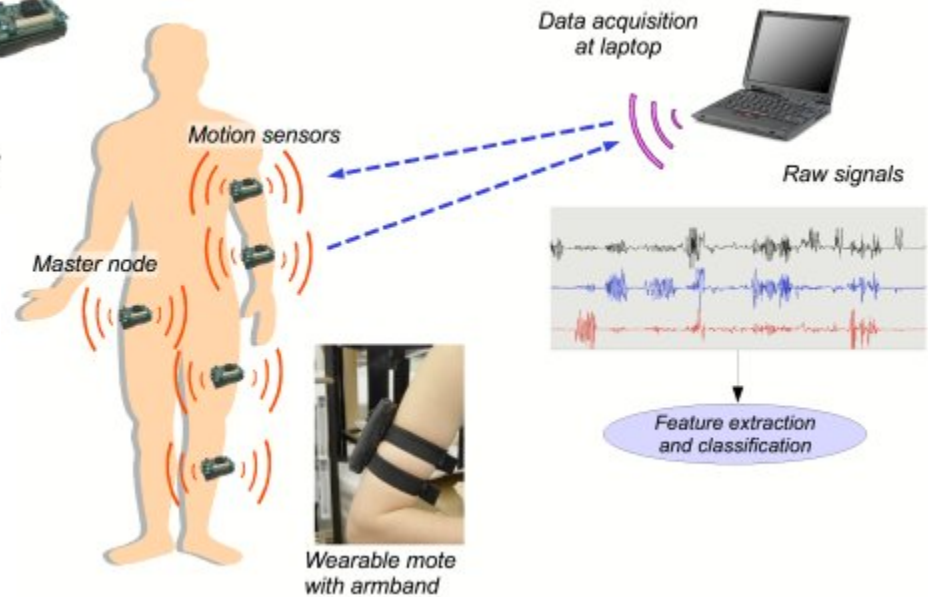 Data acquisition
at laptop
Motion sensors
Raw signals
Master node
Feature extraction
and classification
Wearable mote
with armband